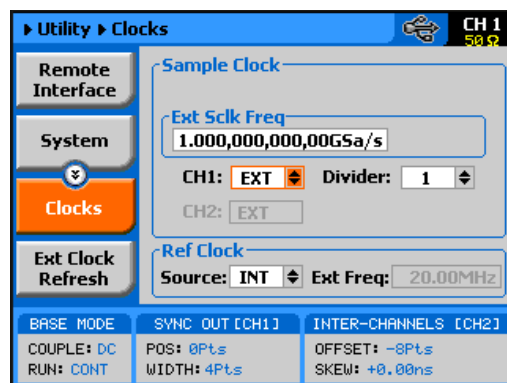 Utility Clocks
CH 1
50 Ω
Remote
Interface
System
Clocks
Ext Clock
Refresh
Sample Clock
Ext Sclk Freq
1.000,000,000,00GSa/s
CH1: EXT Divider: 1
CH2: EXT
Ref Clock
Source: INT Ext Freq: 20.00MHz
BASE MODE
COUPLE: DC
RUN: CONT
SYNC OUT [CH1]
POS: 0Pts
WIDTH: 4Pts
INTER-CHANNELS [CH2]
OFFSET: -8Pts
SKEW: +0.00ns